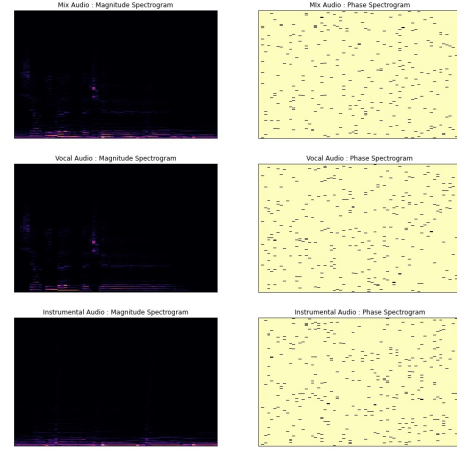 MIx Audio : Magnitude Spectrogram
MIx Audio : Phase Spectrogram
Vocal Audio : Magnitude Spectrogram
Vocal Audio : Phase Spectrogram
Instrumental Audio : Magnitude Spectrogram
Instrumental Audio : Phase Spectrogram